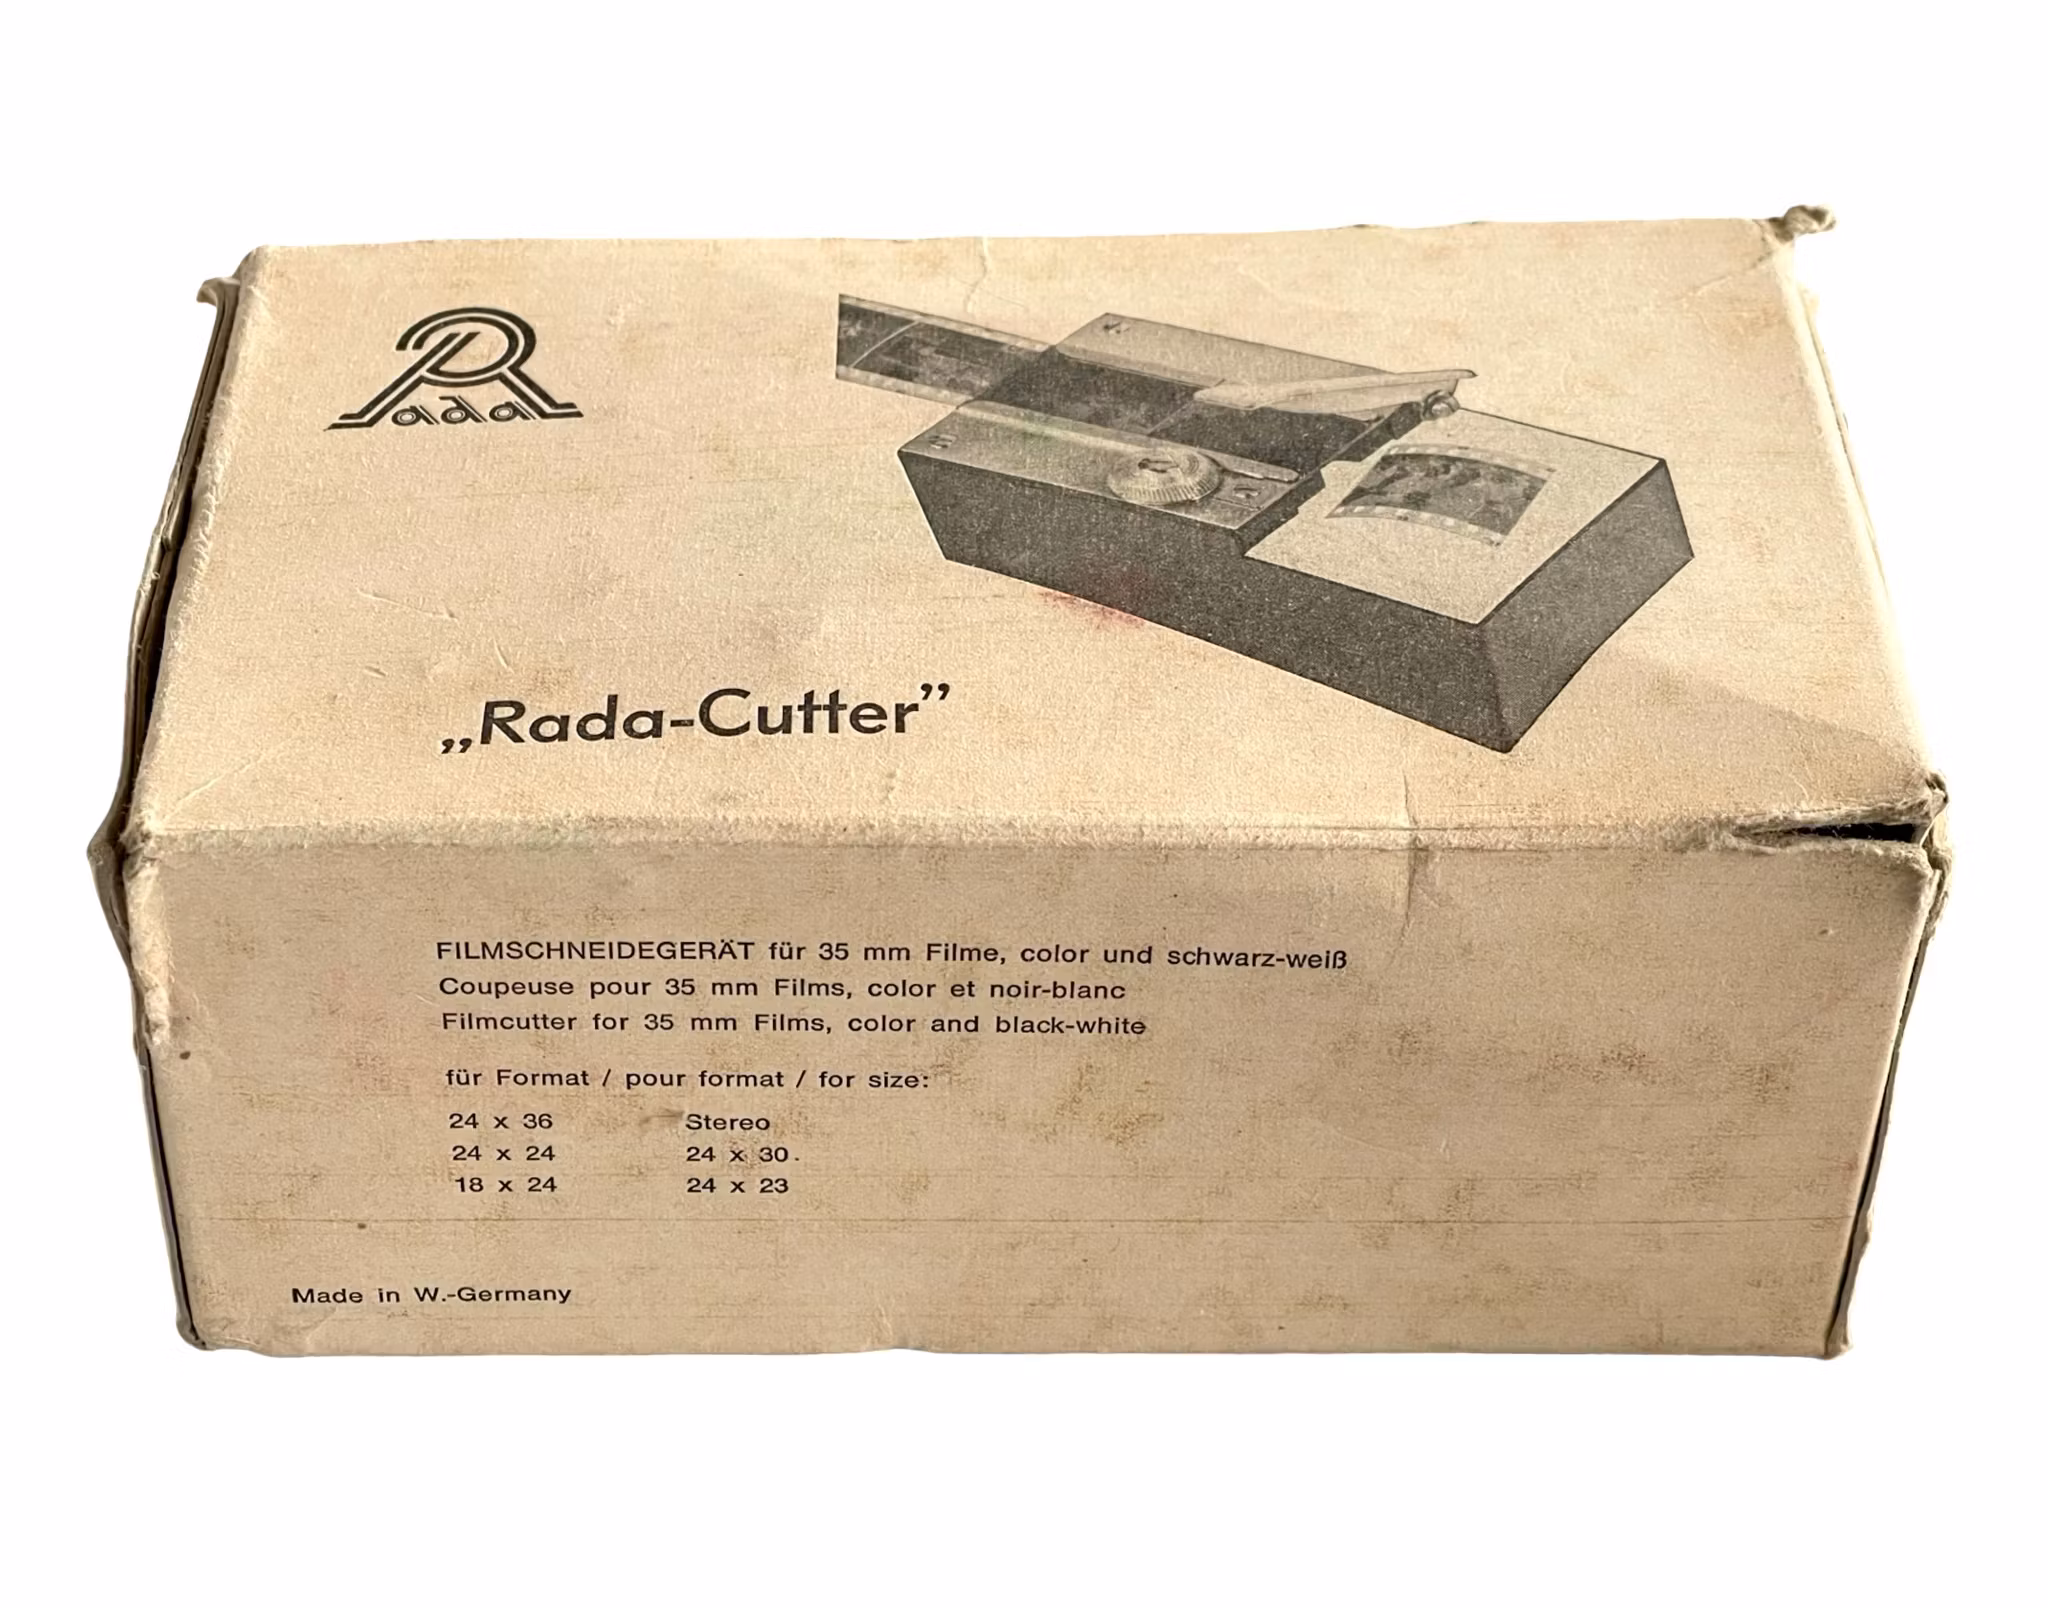 Rada
„Rada-Cutter”
FILMSCHNEIDEGERÄT für 35 mm Filme, color und schwarz-weiß
Coupeuse pour 35 mm Films, color et noir-blanc
Filmcutter for 35 mm Films, color and black-white
für Format / pour format / for size:
24 x 36 Stereo
24 x 24 24 x 30.
18 x 24 24 x 23
Made in W.-Germany